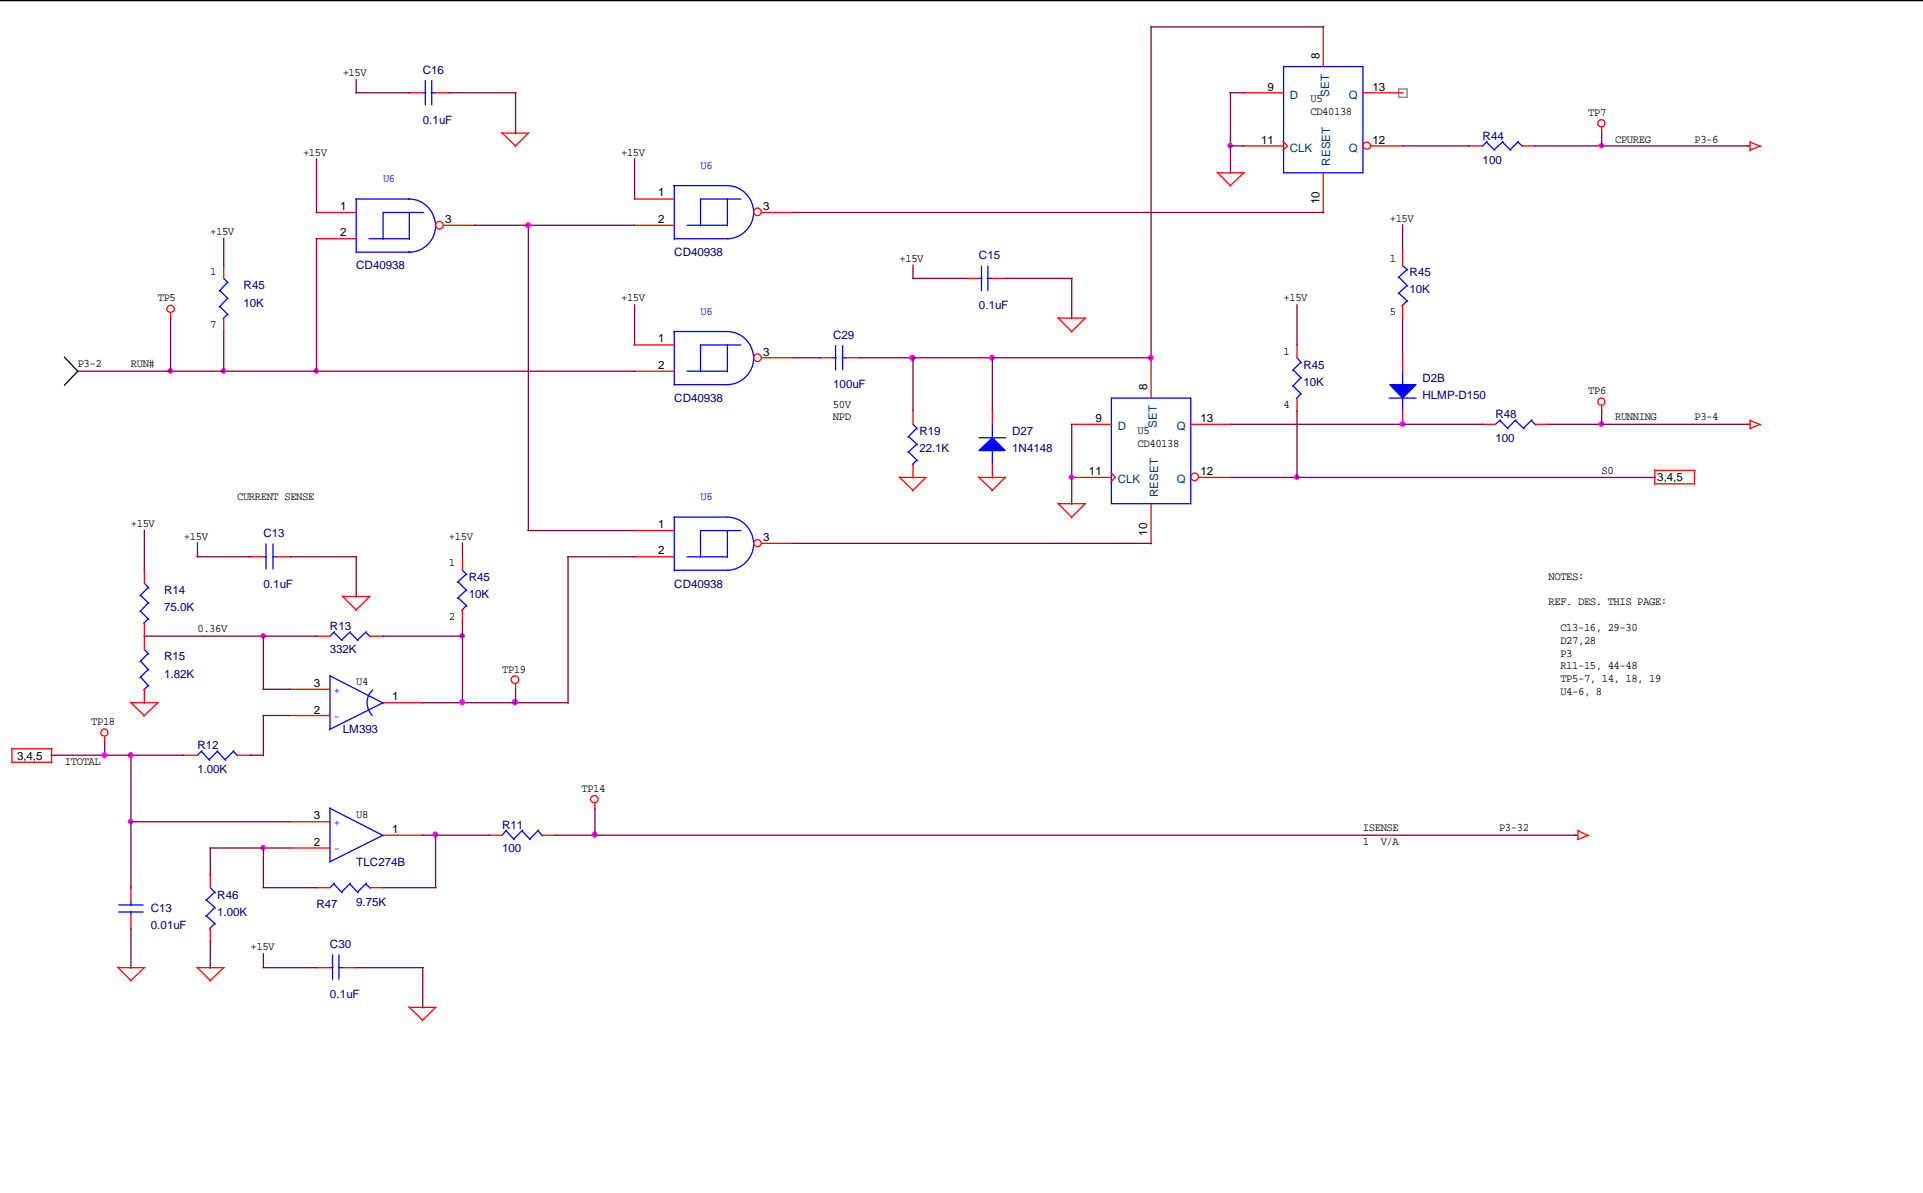 +15V
C16
0.1uF
+15V
U6
1
2
3
CD40938
+15V
U6
1
2
3
CD40938
8
9
D
SET
Q
13
U5
CD40138
11
CLK
RESET
Q
12
10
R44
100
TP7
CPUREG
P3-6
+15V
1
R45
10K
7
TP5
P3-2
RUN#
+15V
U6
1
2
3
CD40938
+15V
C15
0.1uF
C29
100uF
50V
NPD
R19
22.1K
D27
1N4148
8
9
D
SET
Q
13
U5
CD40138
11
CLK
RESET
Q
12
10
+15V
1
R45
10K
4
+15V
1
R45
10K
5
D2B
HLMP-D150
R48
100
TP6
RUNNING
P3-4
S0
3,4,5
CURRENT SENSE
+15V
+15V
C13
0.1uF
R14
75.0K
0.36V
R15
1.82K
R13
332K
+15V
1
R45
10K
2
U6
1
2
3
CD40938
3
+
2
-
U4
1
LM393
TP19
TP18
3,4,5
ITOTAL
R12
1.00K
3
+
2
-
U8
1
TLC274B
R11
100
TP14
ISENSE
P3-32
1 V/A
R46
1.00K
R47
9.75K
C13
0.01uF
+15V
C30
0.1uF
NOTES:
REF. DES. THIS PAGE:
C13-16, 29-30
D27,28
P3
R11-15, 44-48
TP5-7, 14, 18, 19
U4-6, 8